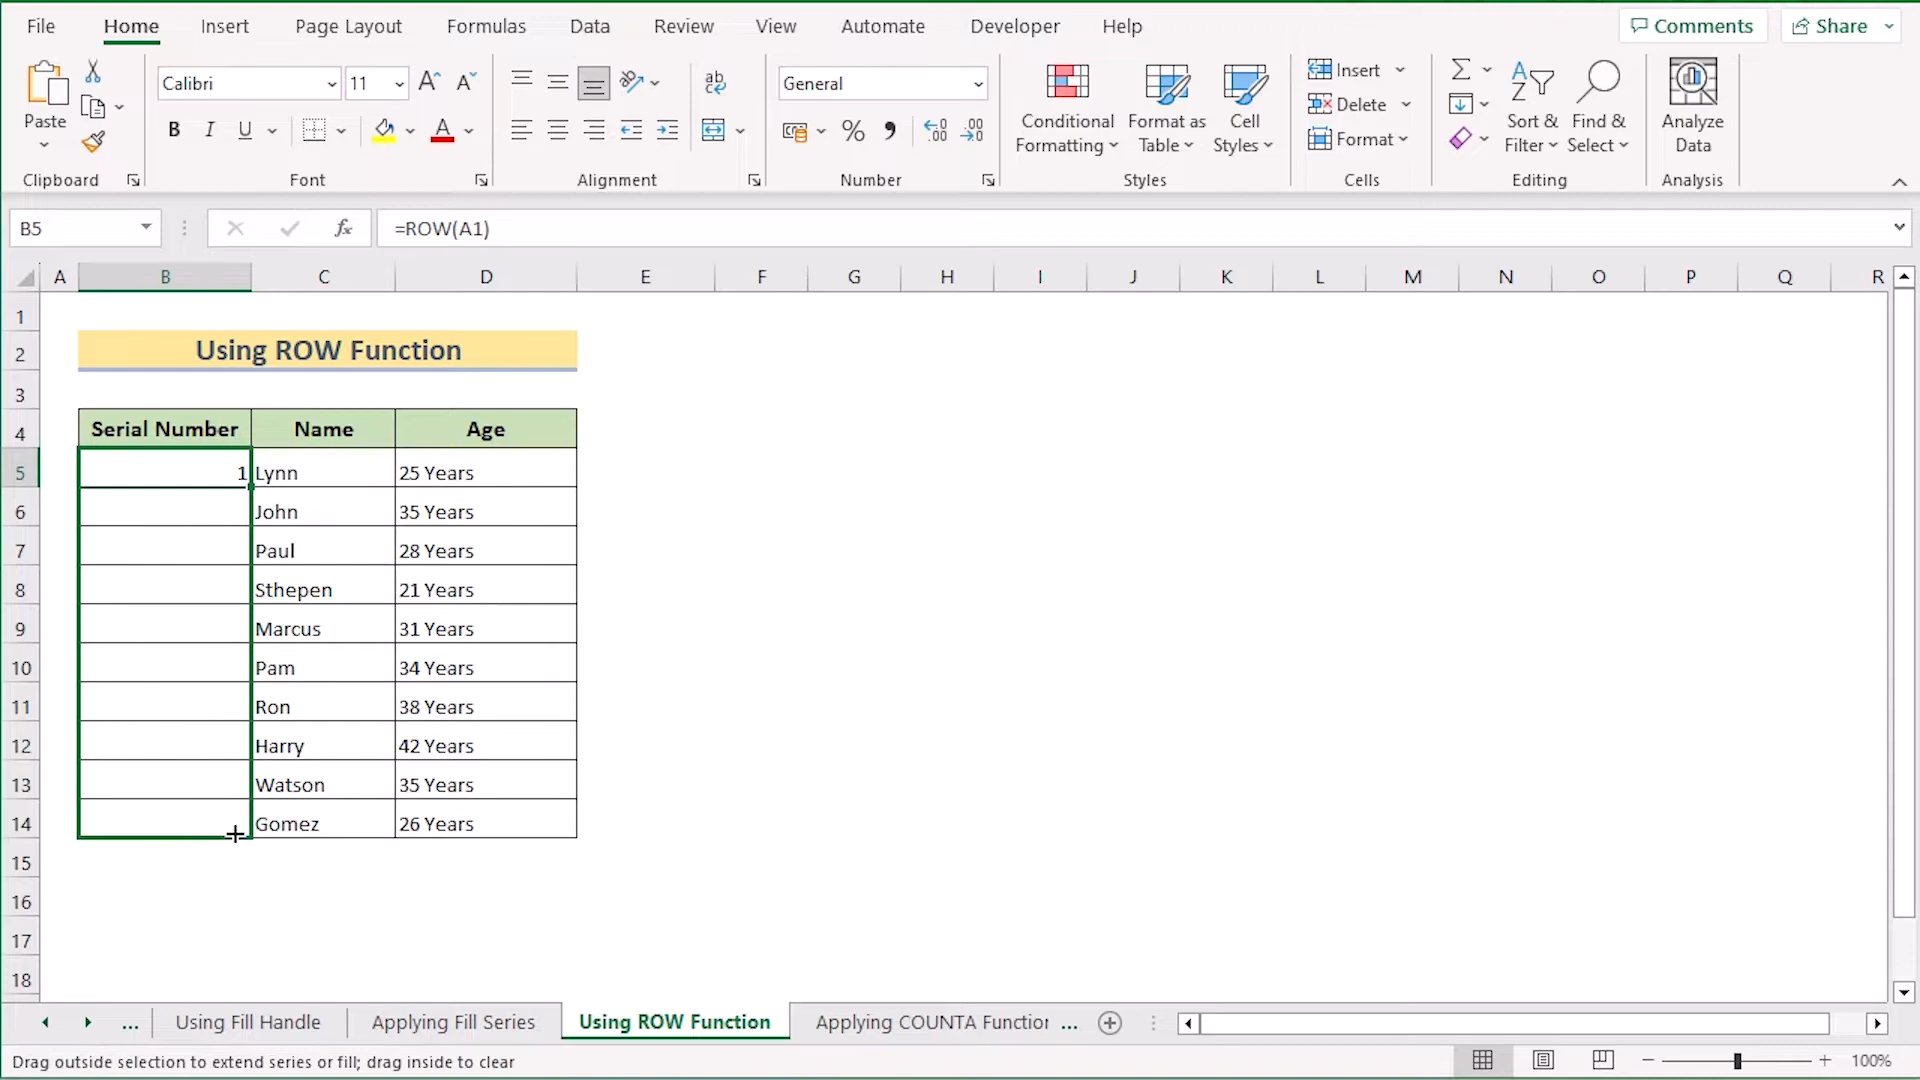 File Home Insert Page Layout Formulas Data Review View Automate Developer Help Comments Share
Paste
Clipboard
Calibri 11 A A
B I U A
Font
ab
Alignment
General
% 9 .00 .00
Number
Conditional Formatting
Format as Table
Cell Styles
Styles
Insert
Delete
Format
Cells
Sort & Filter
Find & Select
Editing
Analyze Data
Analysis
B5 fx =ROW(A1)
A B C D E F G H I J K L M N O P Q R
1
2 Using ROW Function
3
4 Serial Number Name Age
5 1 Lynn 25 Years
6 John 35 Years
7 Paul 28 Years
8 Sthepen 21 Years
9 Marcus 31 Years
10 Pam 34 Years
11 Ron 38 Years
12 Harry 42 Years
13 Watson 35 Years
14 Gomez 26 Years
15
16
17
18
... Using Fill Handle Applying Fill Series Using ROW Function Applying COUNTA Function ...
Drag outside selection to extend series or fill; drag inside to clear 100%